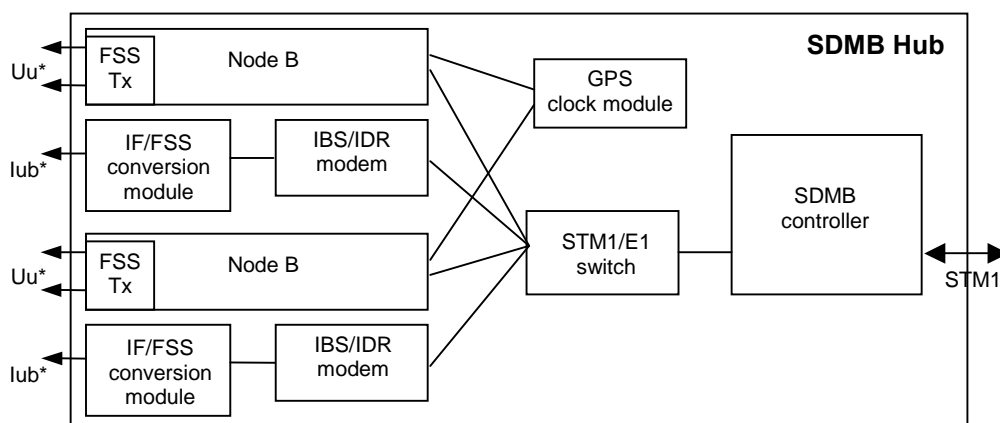 SDMB Hub
Uu*
FSS
Tx
Node B
GPS
clock module
Iub*
IF/FSS
conversion
module
IBS/IDR
modem
SDMB
controller
STM1/E1
switch
STM1
Uu*
FSS
Tx
Node B
Iub*
IF/FSS
conversion
module
IBS/IDR
modem